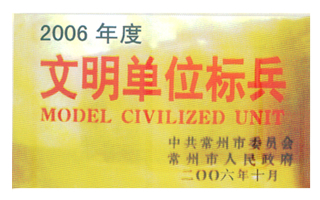 2006 年度
文明单位标兵
MODEL CIVILIZED UNIT
中共常州市委员会
常州市人民政府
二〇〇六年十月